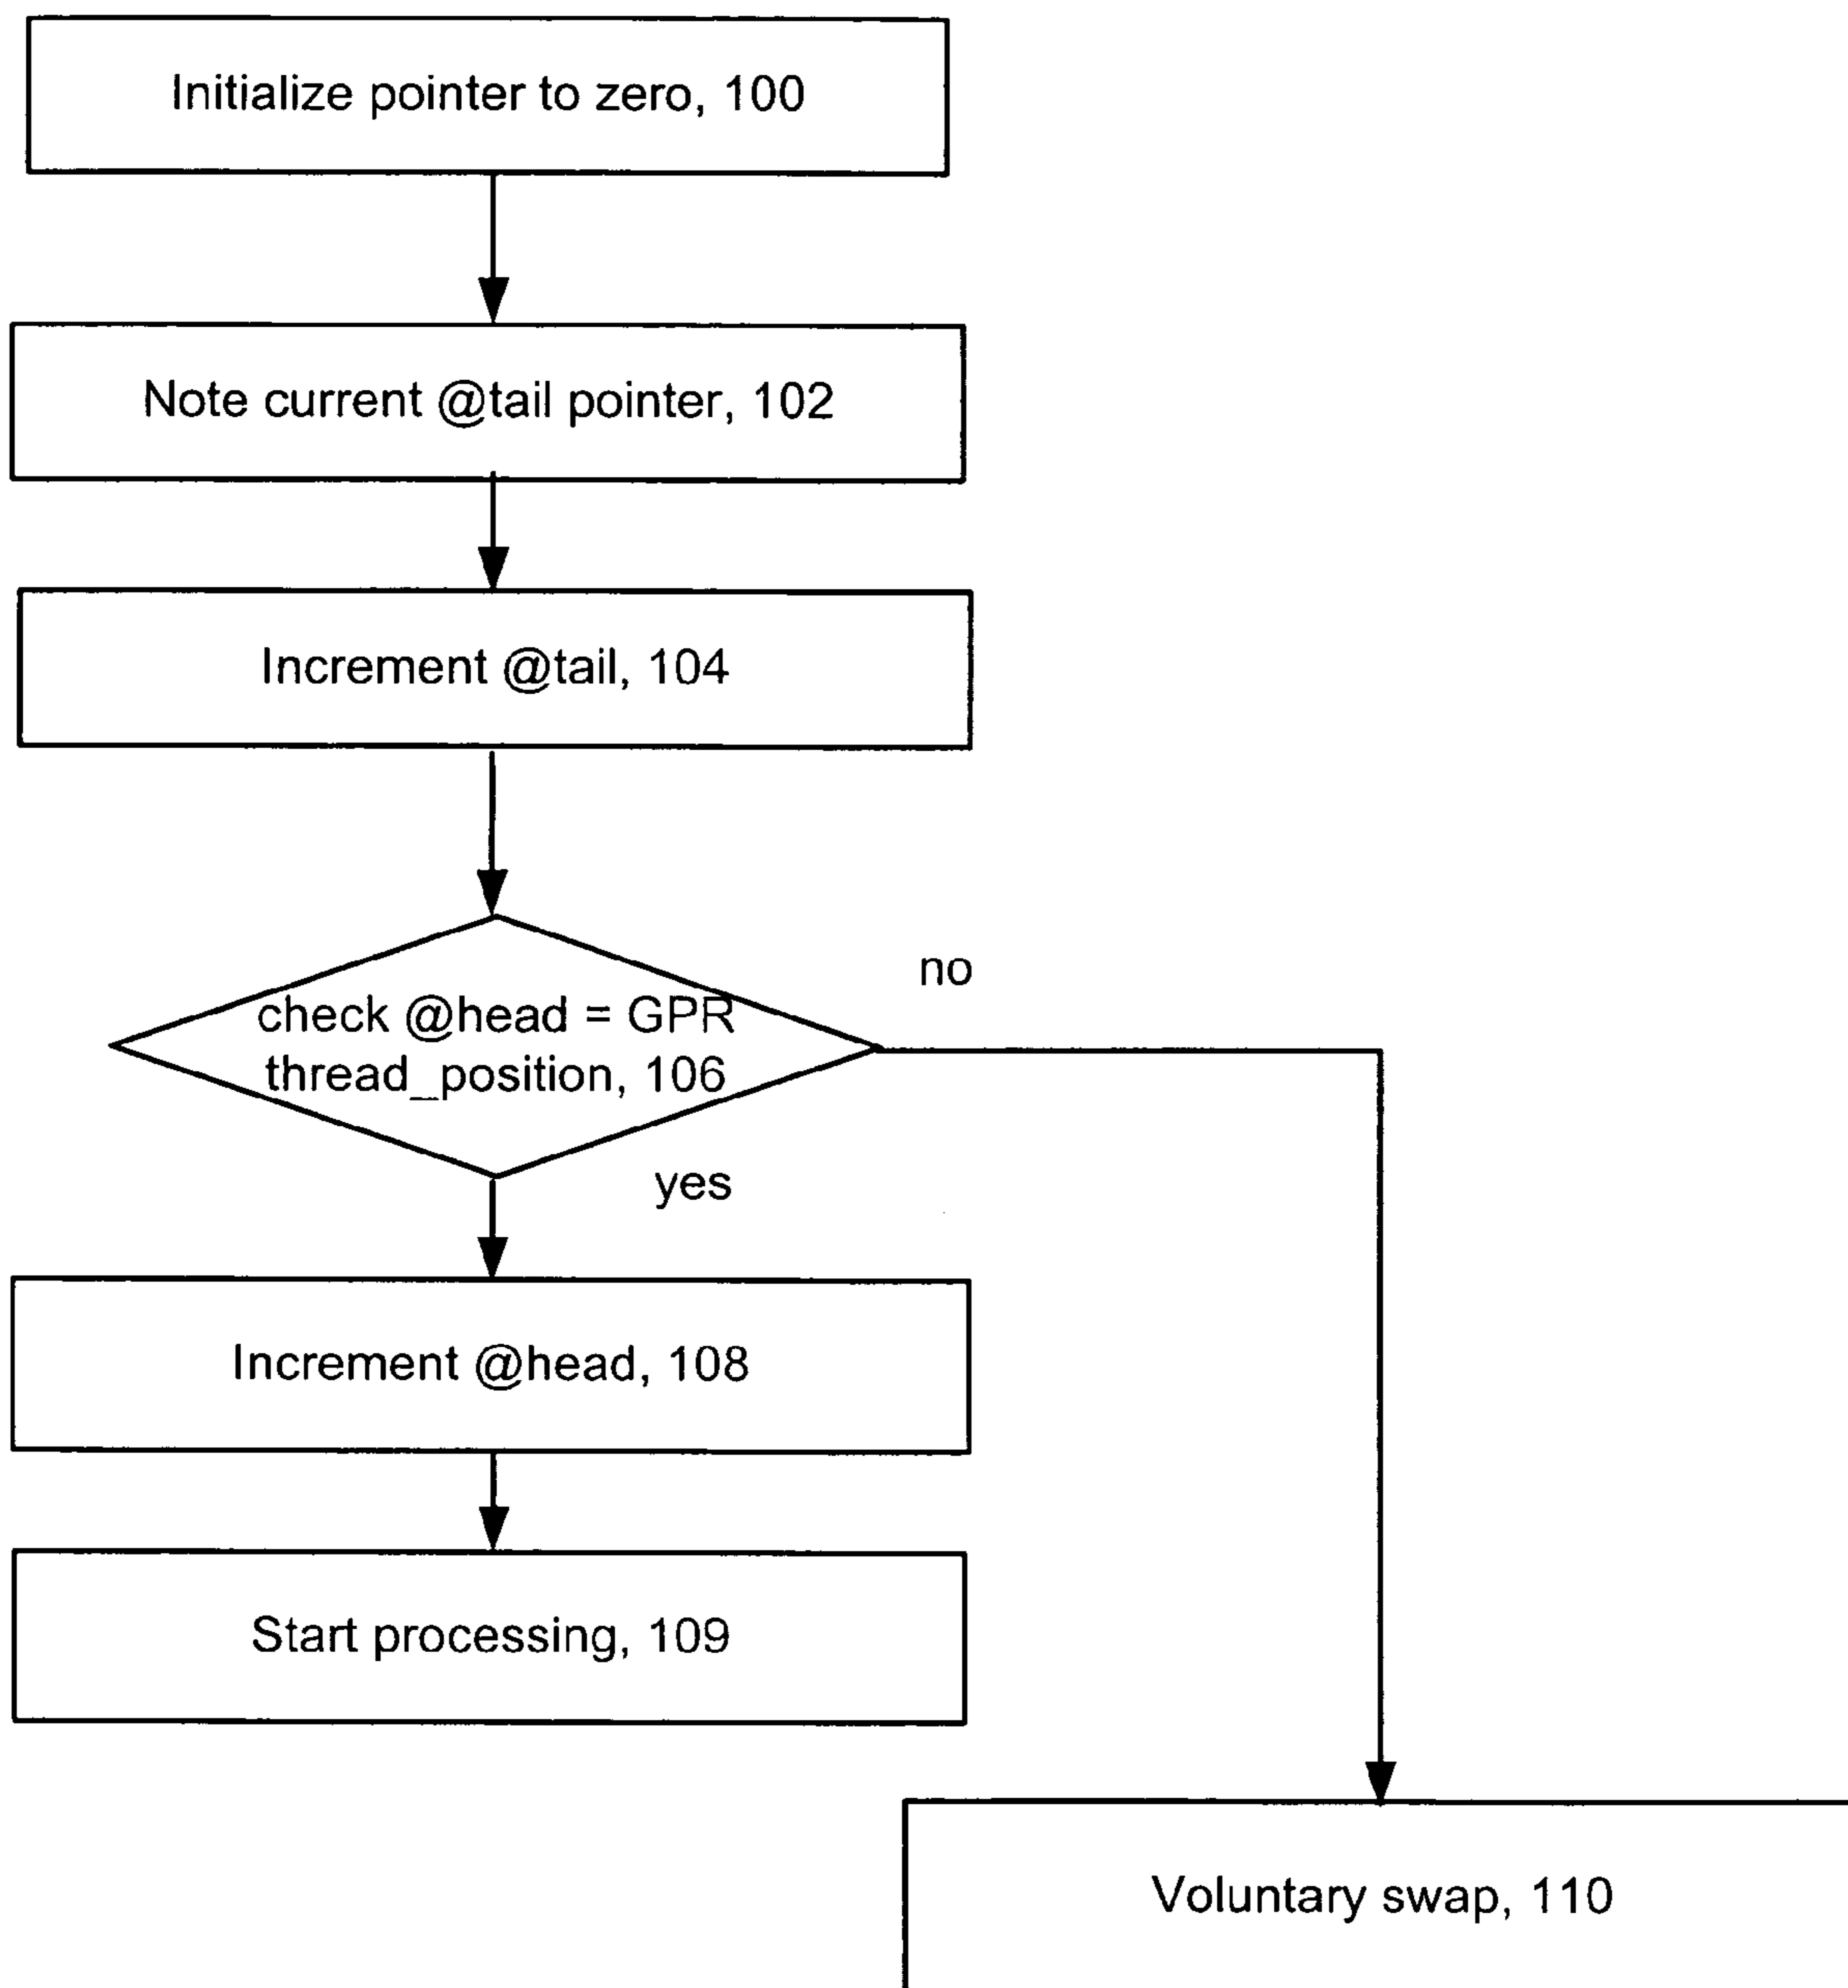 Initialize pointer to zero, 100
Note current @tail pointer, 102
Increment @tail, 104
no
check @head = GPR
thread_position, 106
yes
Increment @head, 108
Start processing, 109
Voluntary swap, 110